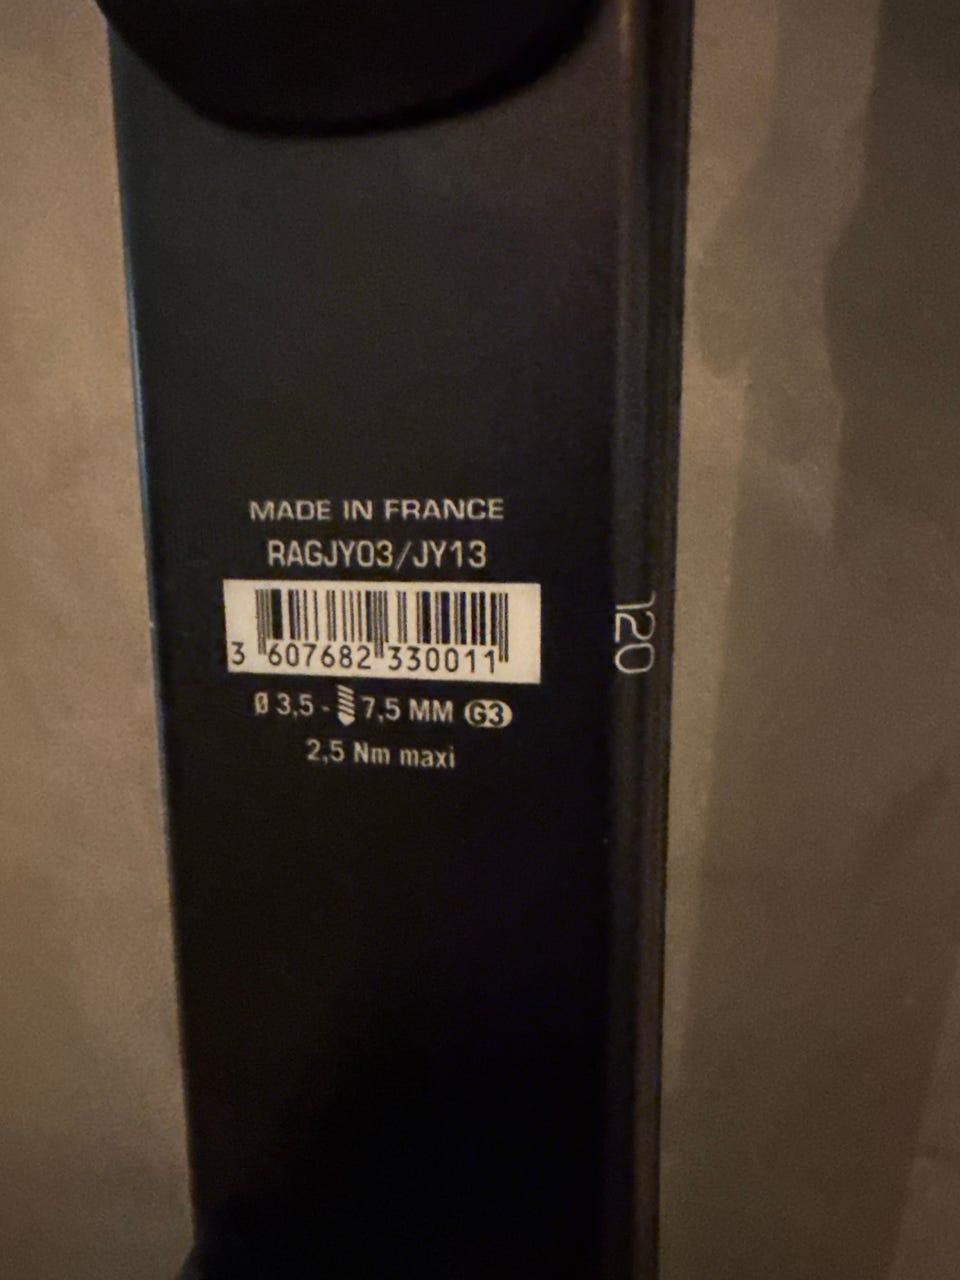 MADE IN FRANCE
RAGJY03/JY13
3 607682 330011
120
Ø 3,5 - 7,5 MM G3
2,5 Nm maxi